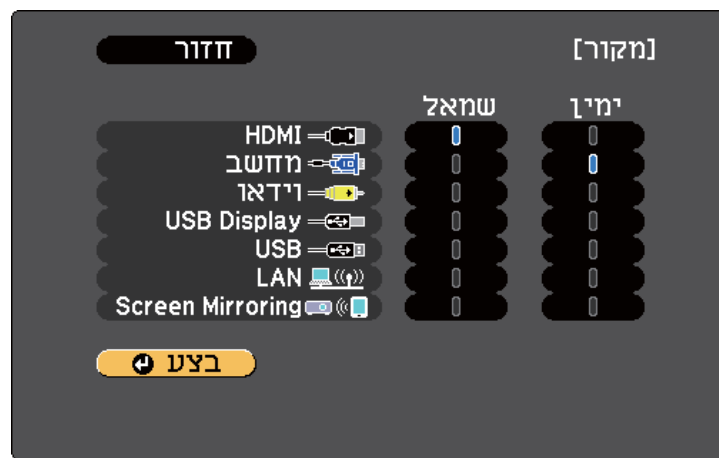 [מקור] חזור
ימין שמאל
HDMI
מחשב
וידאו
USB Display
USB
LAN
Screen Mirroring
בצע